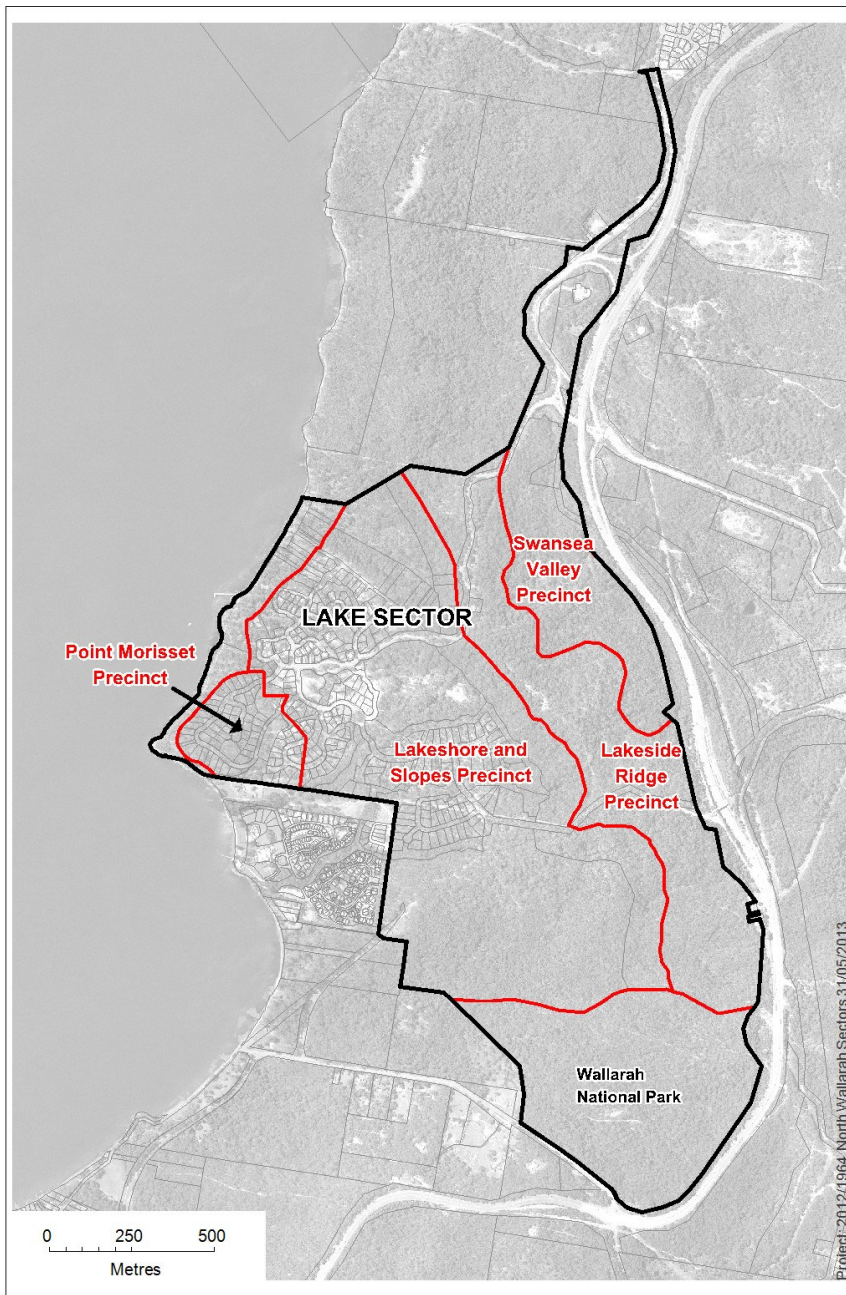 Swansea
Valley
Precinct
LAKE SECTOR
Point Morisset
Precinct
Lakeshore and
Slopes Precinct
Lakeside
Ridge
Precinct
Wallarah
National Park
0 250 500
Metres
Project: 2012/1964 North Wallarah Sectors 31/05/2013